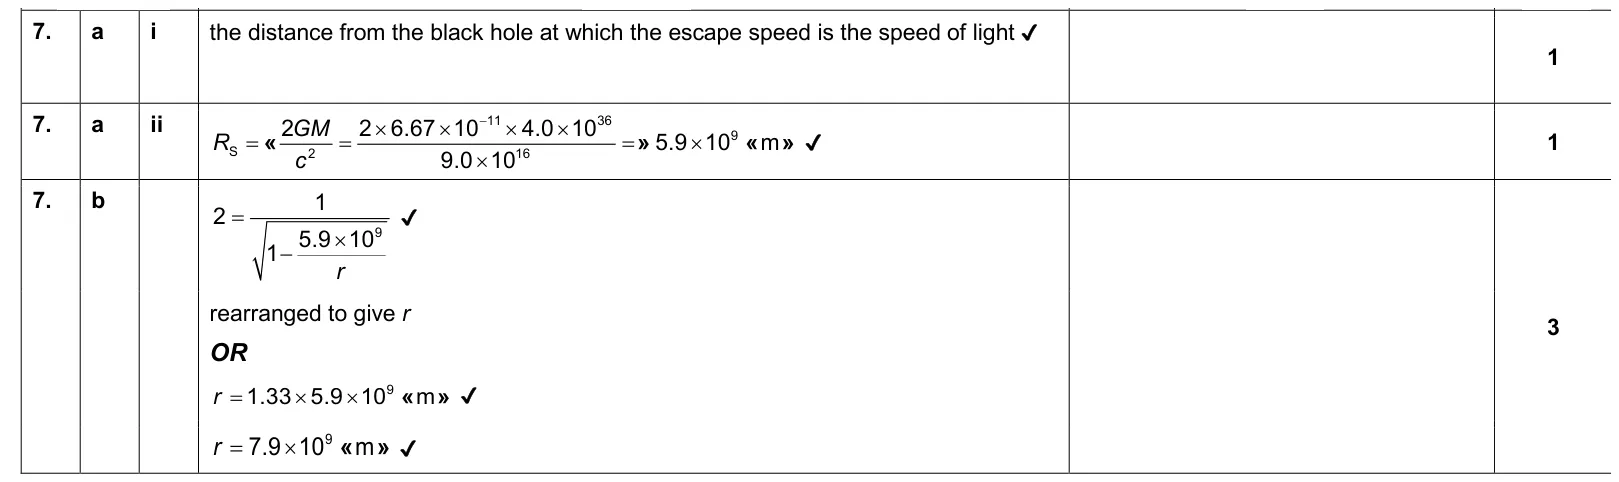 7. a i the distance from the black hole at which the escape speed is the speed of light ✓ 1
7. a ii R_S = «2GM/c² = (2×6.67×10⁻¹¹×4.0×10³⁶)/(9.0×10¹⁶) =» 5.9×10⁹ «m» ✓ 1
7. b 2 = 1/√(1−(5.9×10⁹)/r) ✓
rearranged to give r
OR
3
r = 1.33×5.9×10⁹ «m» ✓
r = 7.9×10⁹ «m» ✓